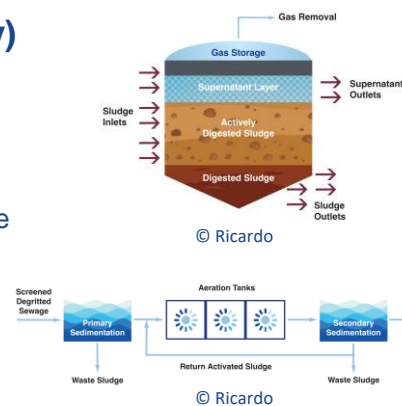 y)
e
Gas Removal
Gas Storage
Supernatant Layer
Supernatant
Outlets
Sludge
Inlets
Actively
Digested Sludge
Digested Sludge
Sludge
Outlets
© Ricardo
Screened
Degritted
Sewage
Primary
Sedimentation
Aeration Tanks
Secondary
Sedimentation
Return Activated Sludge
Waste Sludge
Waste Sludge
© Ricardo